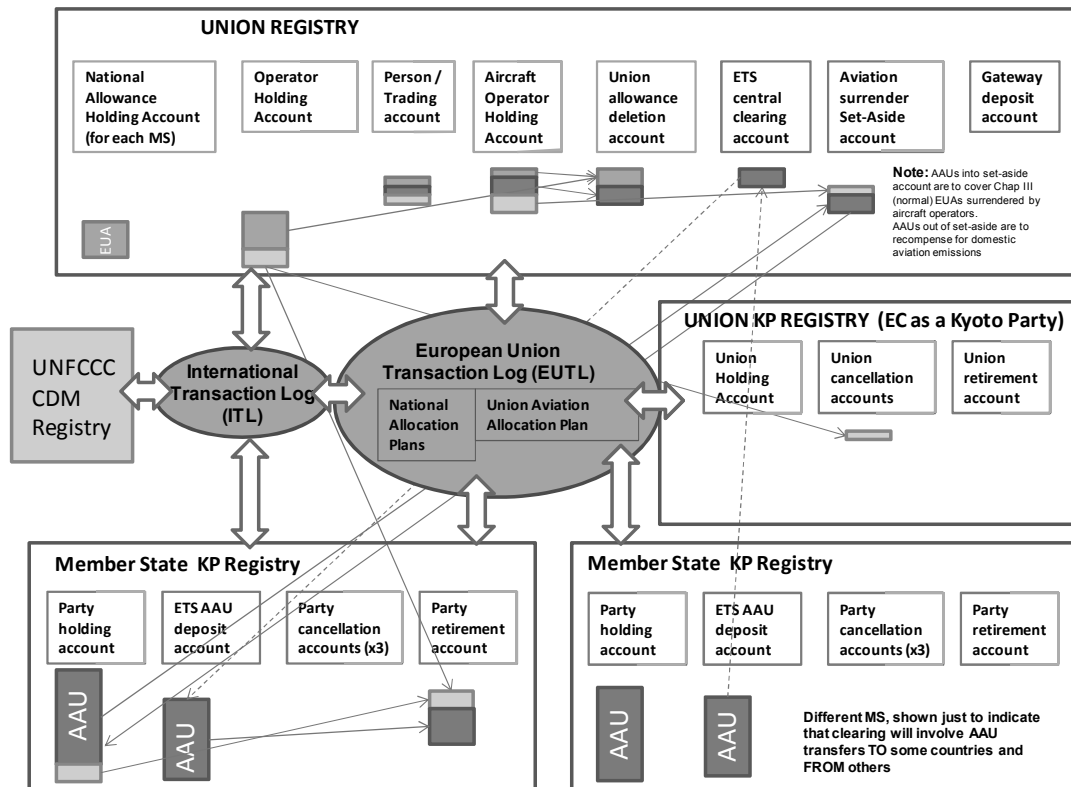 UNION REGISTRY
National
Allowance
Holding Account
(for each MS)
Operator
Holding
Account
Person /
Trading
account
Aircraft
Operator
Holding
Account
Union
allowance
deletion
account
ETS
central
clearing
account
Aviation
surrender
Set-Aside
account
Gateway
deposit
account
EUA
Note: AAUs into set-aside
account are to cover Chap III
(normal) EUAs surrendered by
aircraft operators.
AAUs out of set-aside are to
recompense for domestic
aviation emissions
UNFCCC
CDM
Registry
International
Transaction Log
(ITL)
European Union
Transaction Log (EUTL)
National
Allocation
Plans
Union Aviation
Allocation Plan
UNION KP REGISTRY (EC as a Kyoto Party)
Union
Holding
Account
Union
cancellation
accounts
Union
retirement
account
Member State KP Registry
Party
holding
account
ETS AAU
deposit
account
Party
cancellation
accounts (x3)
Party
retirement
account
AAU
AAU
Member State KP Registry
Party
holding
account
ETS AAU
deposit
account
Party
cancellation
accounts (x3)
Party
retirement
account
AAU
AAU
Different MS, shown just to indicate
that clearing will involve AAU
transfers TO some countries and
FROM others